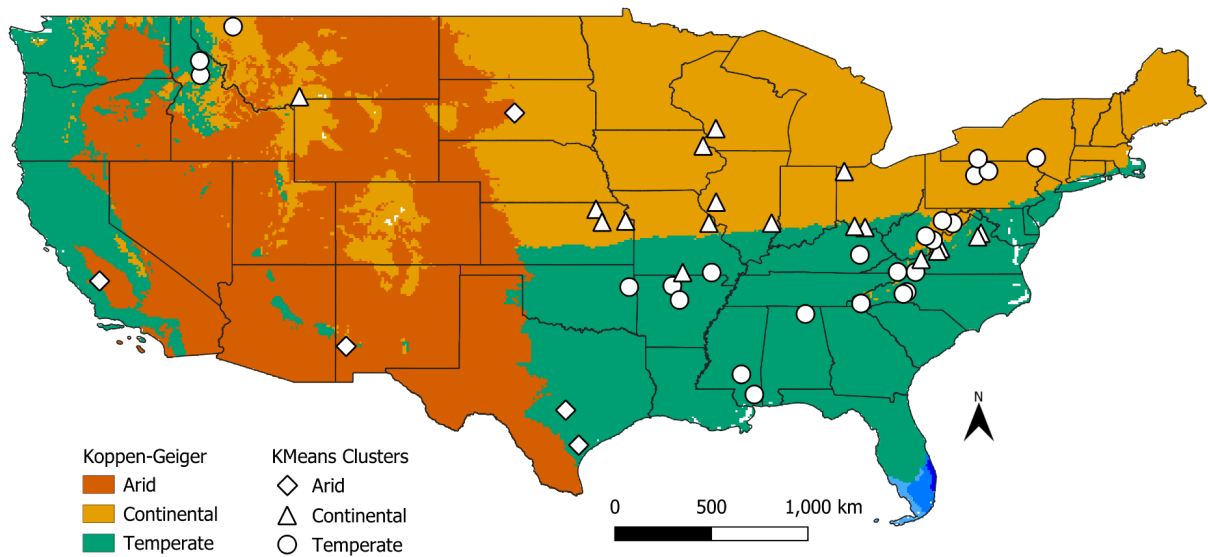 N
Koppen-Geiger
Arid
Continental
Temperate
KMeans Clusters
Arid
Continental
Temperate
0 500 1,000 km